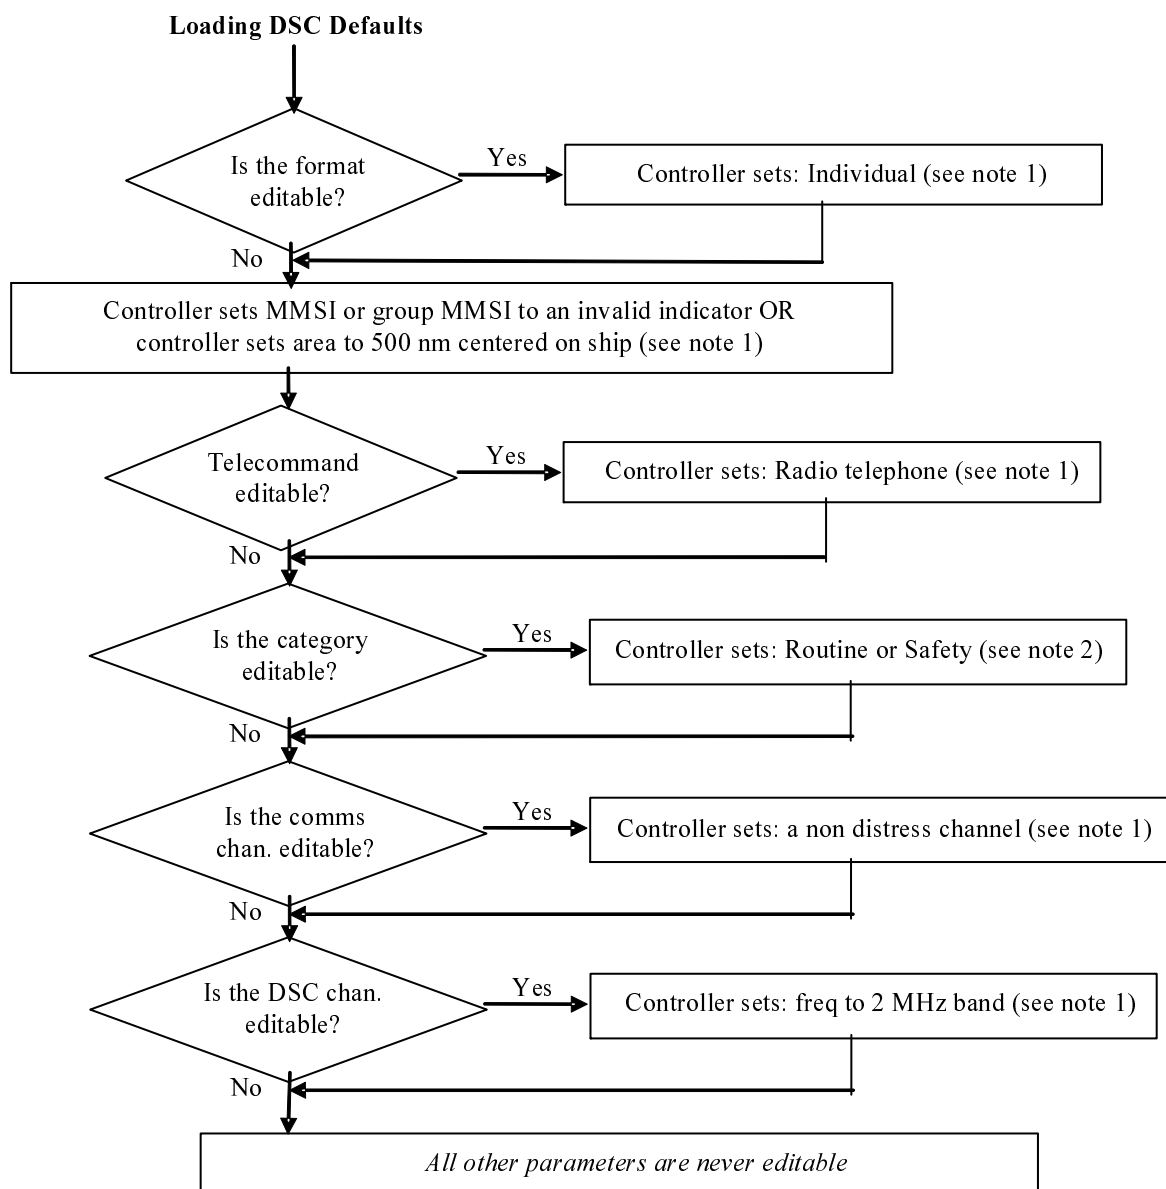 Loading DSC Defaults
Is the format
editable?
Yes
Controller sets: Individual (see note 1)
No
Controller sets MMSI or group MMSI to an invalid indicator OR
controller sets area to 500 nm centered on ship (see note 1)
Telecommand
editable?
Yes
Controller sets: Radio telephone (see note 1)
No
Is the category
editable?
Yes
Controller sets: Routine or Safety (see note 2)
No
Is the comms
chan. editable?
Yes
Controller sets: a non distress channel (see note 1)
No
Is the DSC chan.
editable?
Yes
Controller sets: freq to 2 MHz band (see note 1)
No
All other parameters are never editable